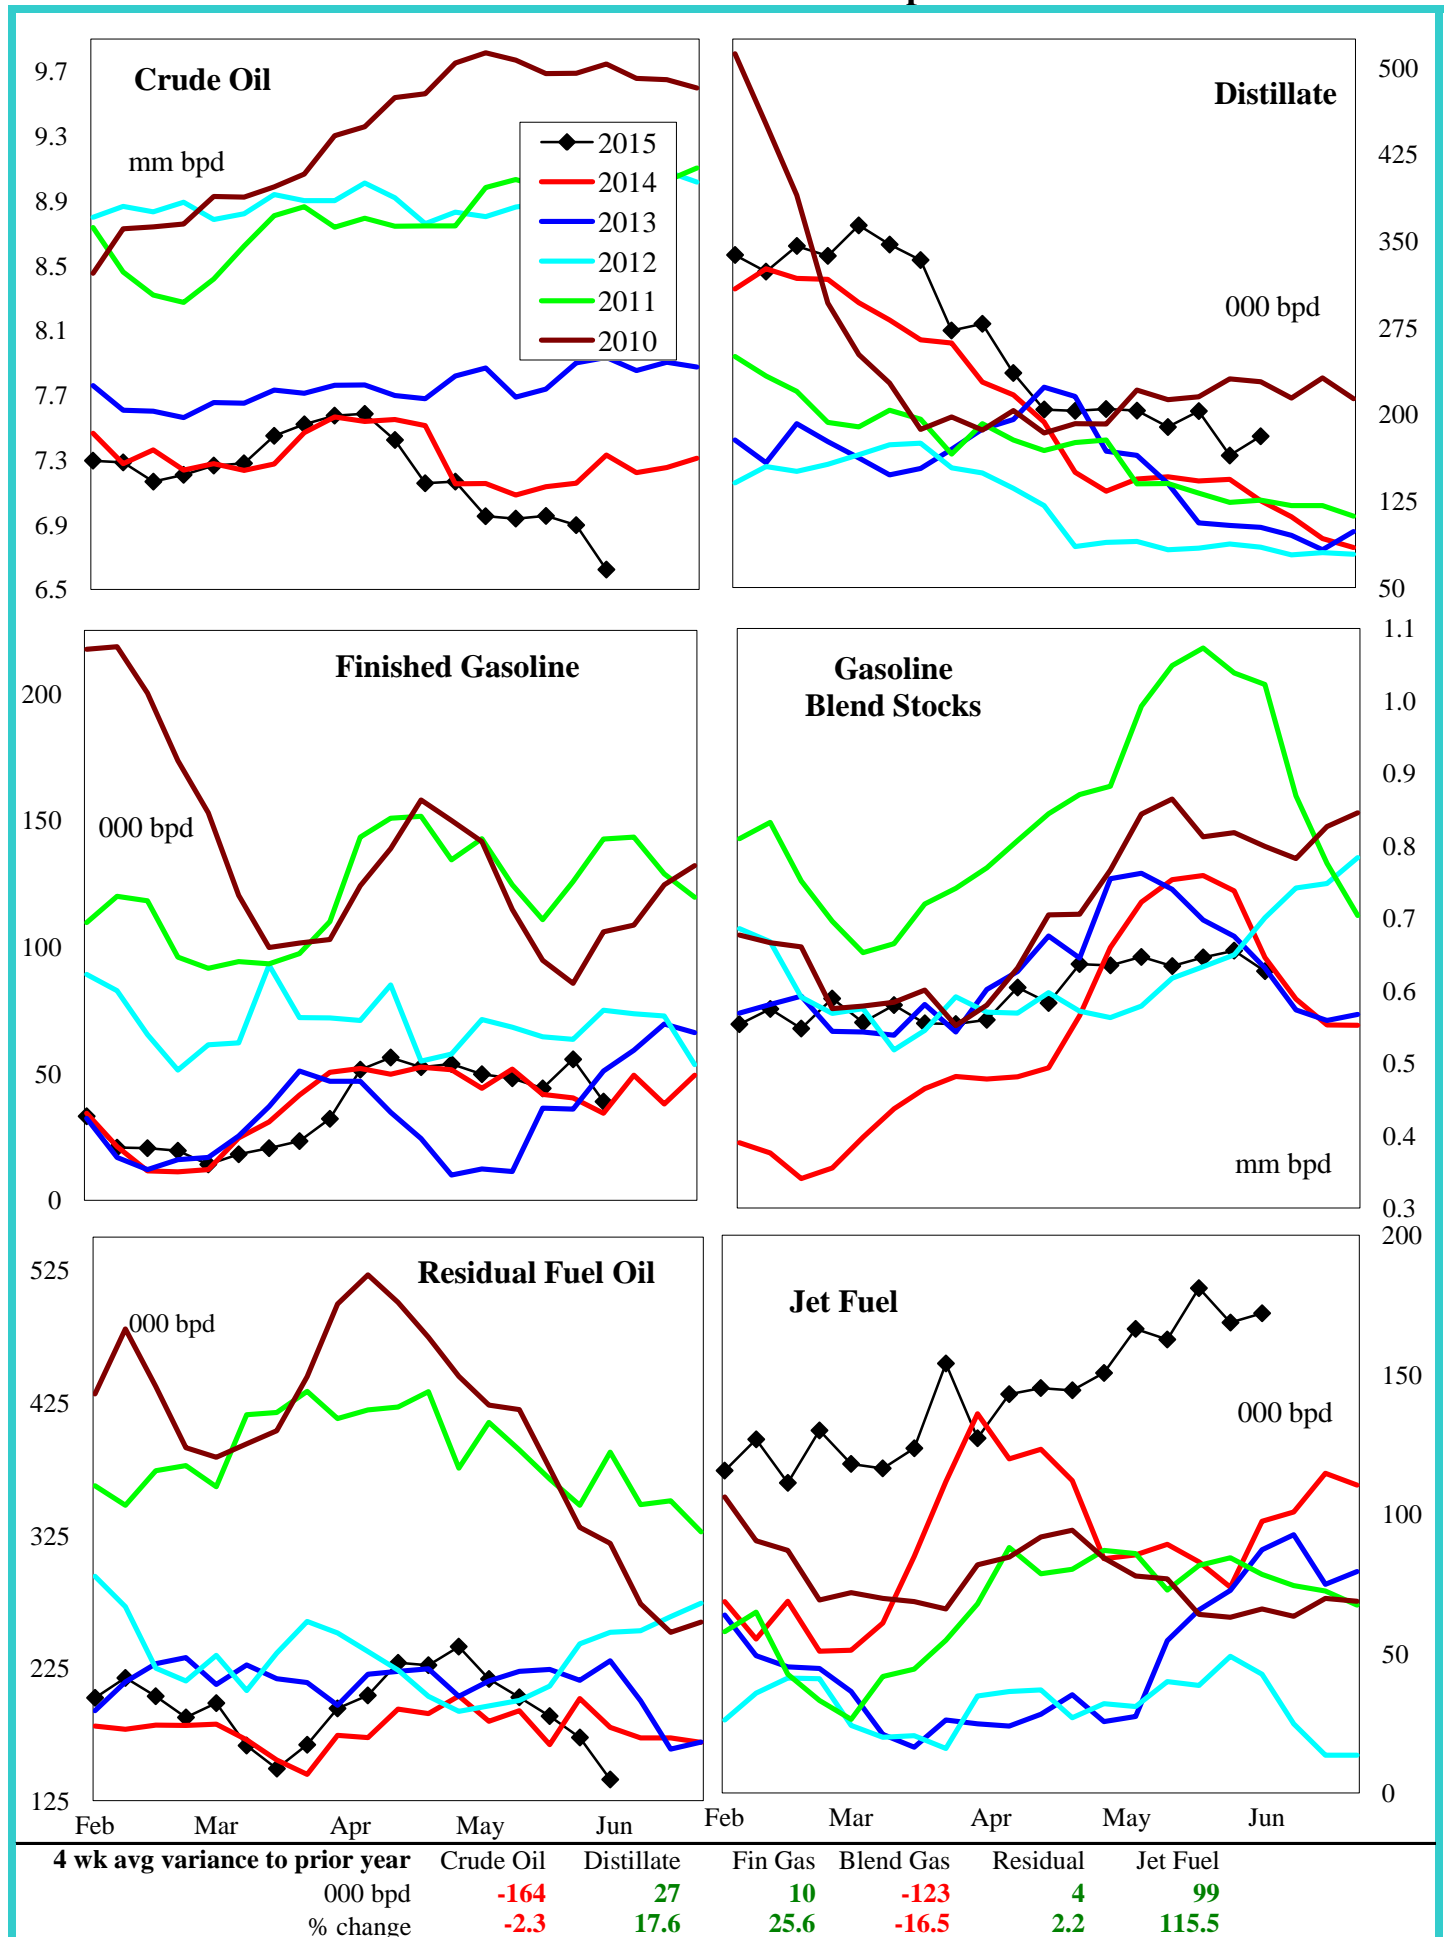 Crude Oil
mm bpd
9.7
9.3
8.9
8.5
8.1
7.7
7.3
6.9
6.5
2015
2014
2013
2012
2011
2010
Distillate
000 bpd
500
425
350
275
200
125
50
Finished Gasoline
000 bpd
200
150
100
50
0
Gasoline
Blend Stocks
mm bpd
1.1
1.0
0.9
0.8
0.7
0.6
0.5
0.4
0.3
Residual Fuel Oil
000 bpd
525
425
325
225
125
Feb Mar Apr May Jun
Jet Fuel
000 bpd
200
150
100
50
0
Feb Mar Apr May Jun
4 wk avg variance to prior year Crude Oil Distillate Fin Gas Blend Gas Residual Jet Fuel
000 bpd -164 27 10 -123 4 99
% change -2.3 17.6 25.6 -16.5 2.2 115.5